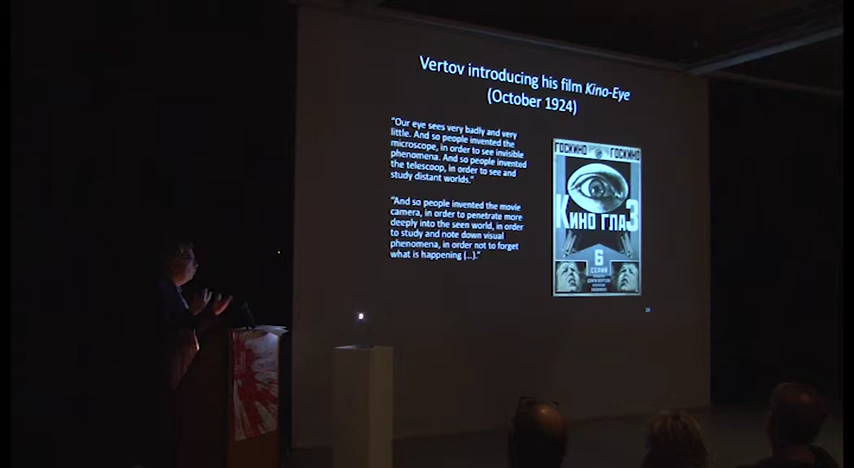 Vertov introducing his film Kino-Eye
(October 1924)
"Our eye sees very badly and very
little. And so people invented the
microscope, in order to see invisible
phenomena. And so people invented
the telescoop, in order to see and
study distant worlds."
"And so people invented the movie
camera, in order to penetrate more
deeply into the seen world, in order
to study and note down visual
phenomena, in order not to forget
what is happening (...)."
ГОСКИНО ГОСКИНО
КИНО ГЛАЗ
6
СЕРИЙ